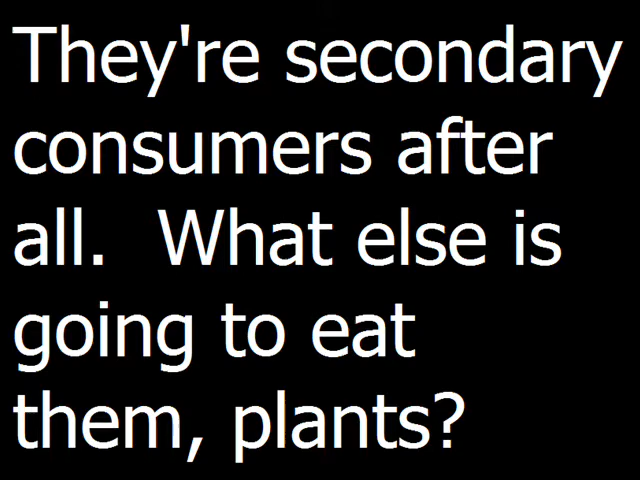 They're secondary
consumers after
all.  What else is
going to eat
them, plants?